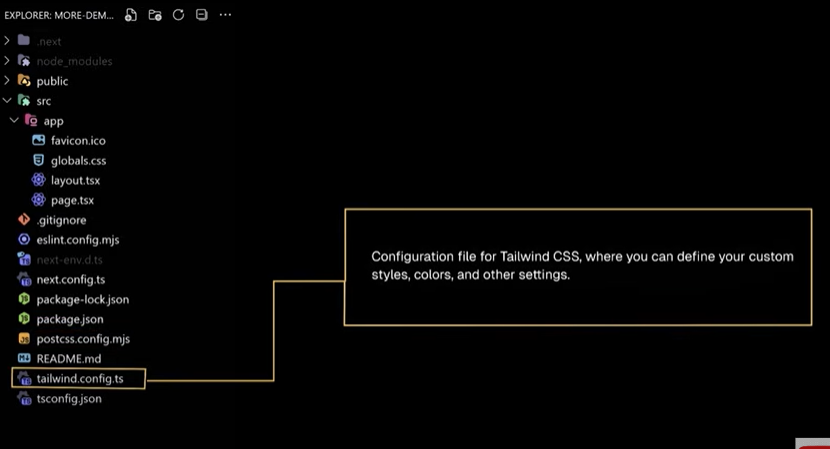 EXPLORER: MORE-DEM...
.next
node_modules
public
src
app
favicon.ico
globals.css
layout.tsx
page.tsx
.gitignore
eslint.config.mjs
next-env.d.ts
next.config.ts
package-lock.json
package.json
postcss.config.mjs
README.md
tailwind.config.ts
tsconfig.json
Configuration file for Tailwind CSS, where you can define your custom
styles, colors, and other settings.